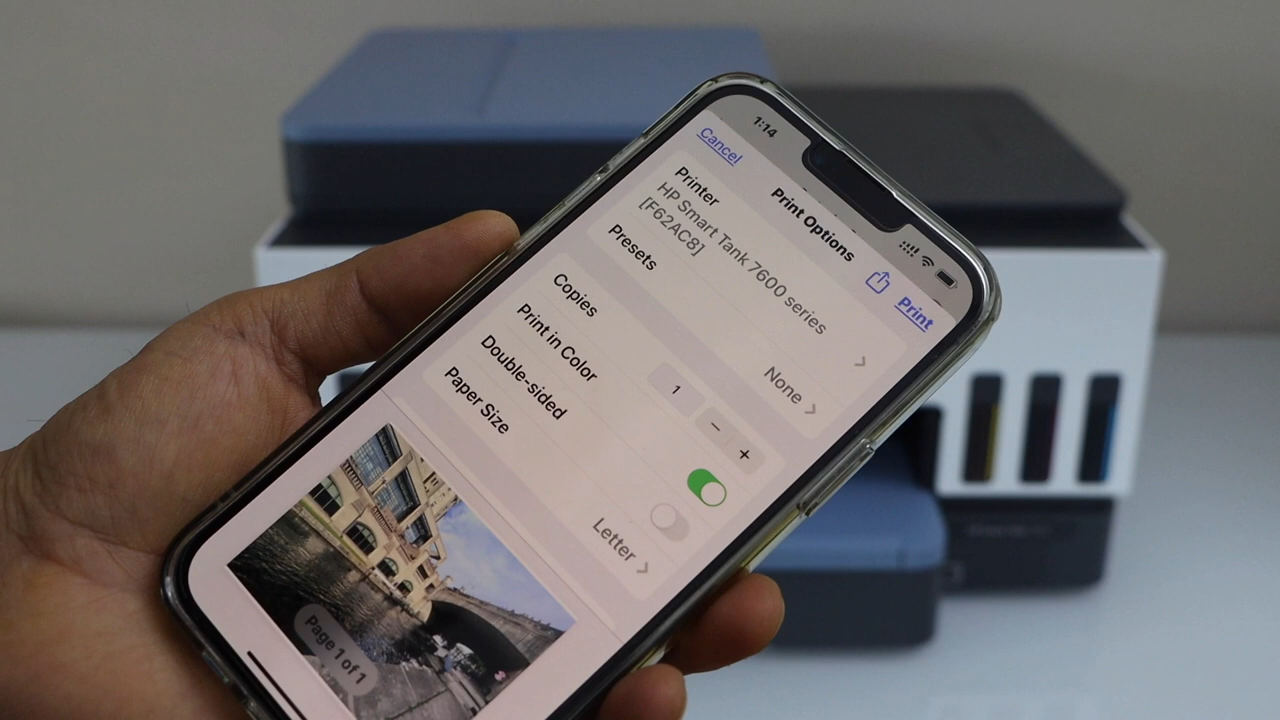 1:14
Cancel
Print Options
Print
Printer
HP Smart Tank 7600 series
[F62AC8]
Presets
None
Copies
1
− +
Print in Color
Double-sided
Paper Size
Letter
Page 1 of 1